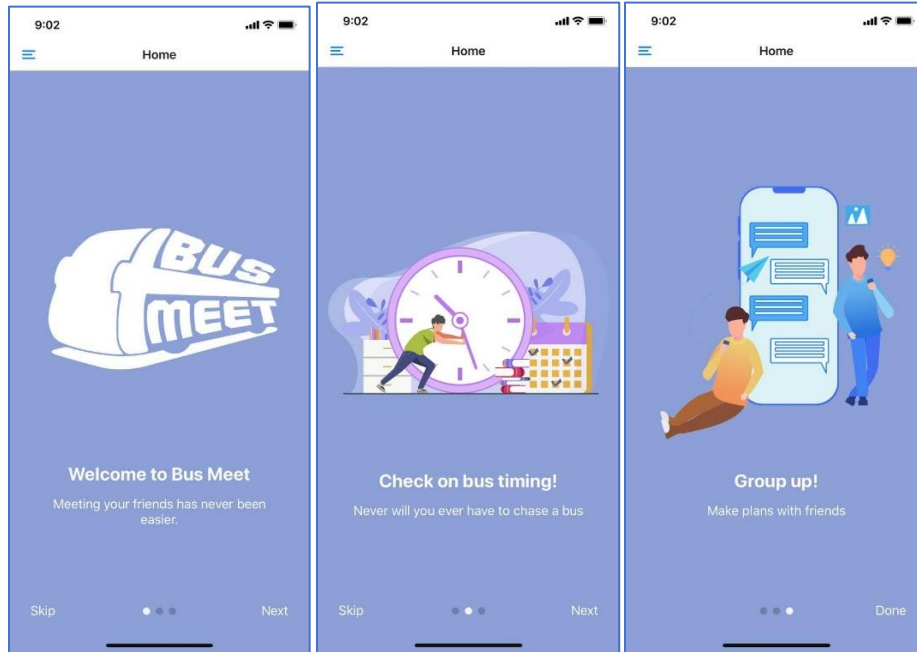 9:02
Home
BUS
MEET
Welcome to Bus Meet
Meeting your friends has never been
easier.
Skip
Next
9:02
Home
Check on bus timing!
Never will you ever have to chase a bus
Skip
Next
9:02
Home
Group up!
Make plans with friends
Done